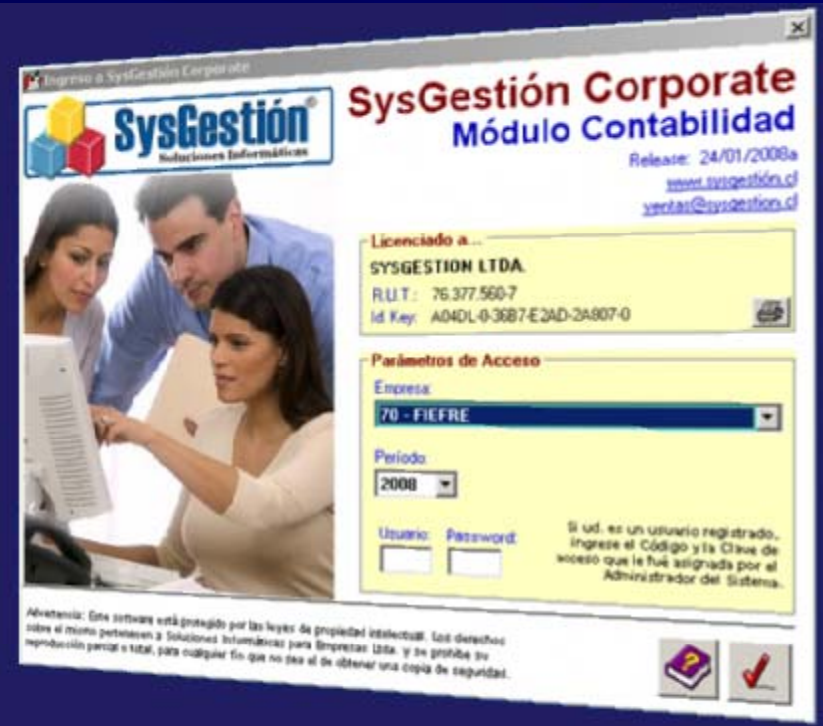 Ingreso a SysGestión Corporate
SysGestión®
Soluciones Informáticas
SysGestión Corporate
Módulo Contabilidad
Release: 24/01/2008a
www.sysgestión.cl
ventas@sysgestion.cl
Licenciado a...
SYSGESTION LTDA.
R.U.T.: 76.377.560-7
Id. Key: A04DL-0-36B7-E2AD-2A807-0
Parámetros de Acceso
Empresa:
70 - FIEFRE
Período:
2008
Usuario: Password:
Si ud. es un usuario registrado,
ingrese el Código y la Clave de
acceso que le fué asignada por el
Administrador del Sistema.
Advertencia: Este software está protegido por las leyes de propiedad intelectual. Los derechos
sobre el mismo pertenecen a Soluciones Informáticas para Empresas Ltda. y se prohíbe su
reproducción parcial o total, para cualquier fin que no sea el de obtener una copia de seguridad.